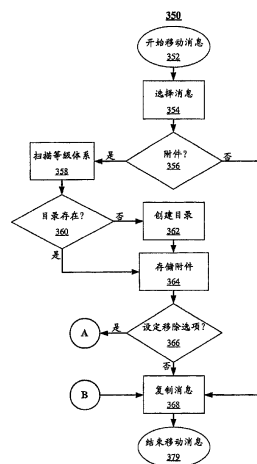 350
开始移动消息
352
选择消息
354
附件?
356
是
否
扫描等级体系
358
目录存在?
360
否
是
创建目录
362
存储附件
364
设定移除选项?
366
是
否
A
B
复制消息
368
结束移动消息
379